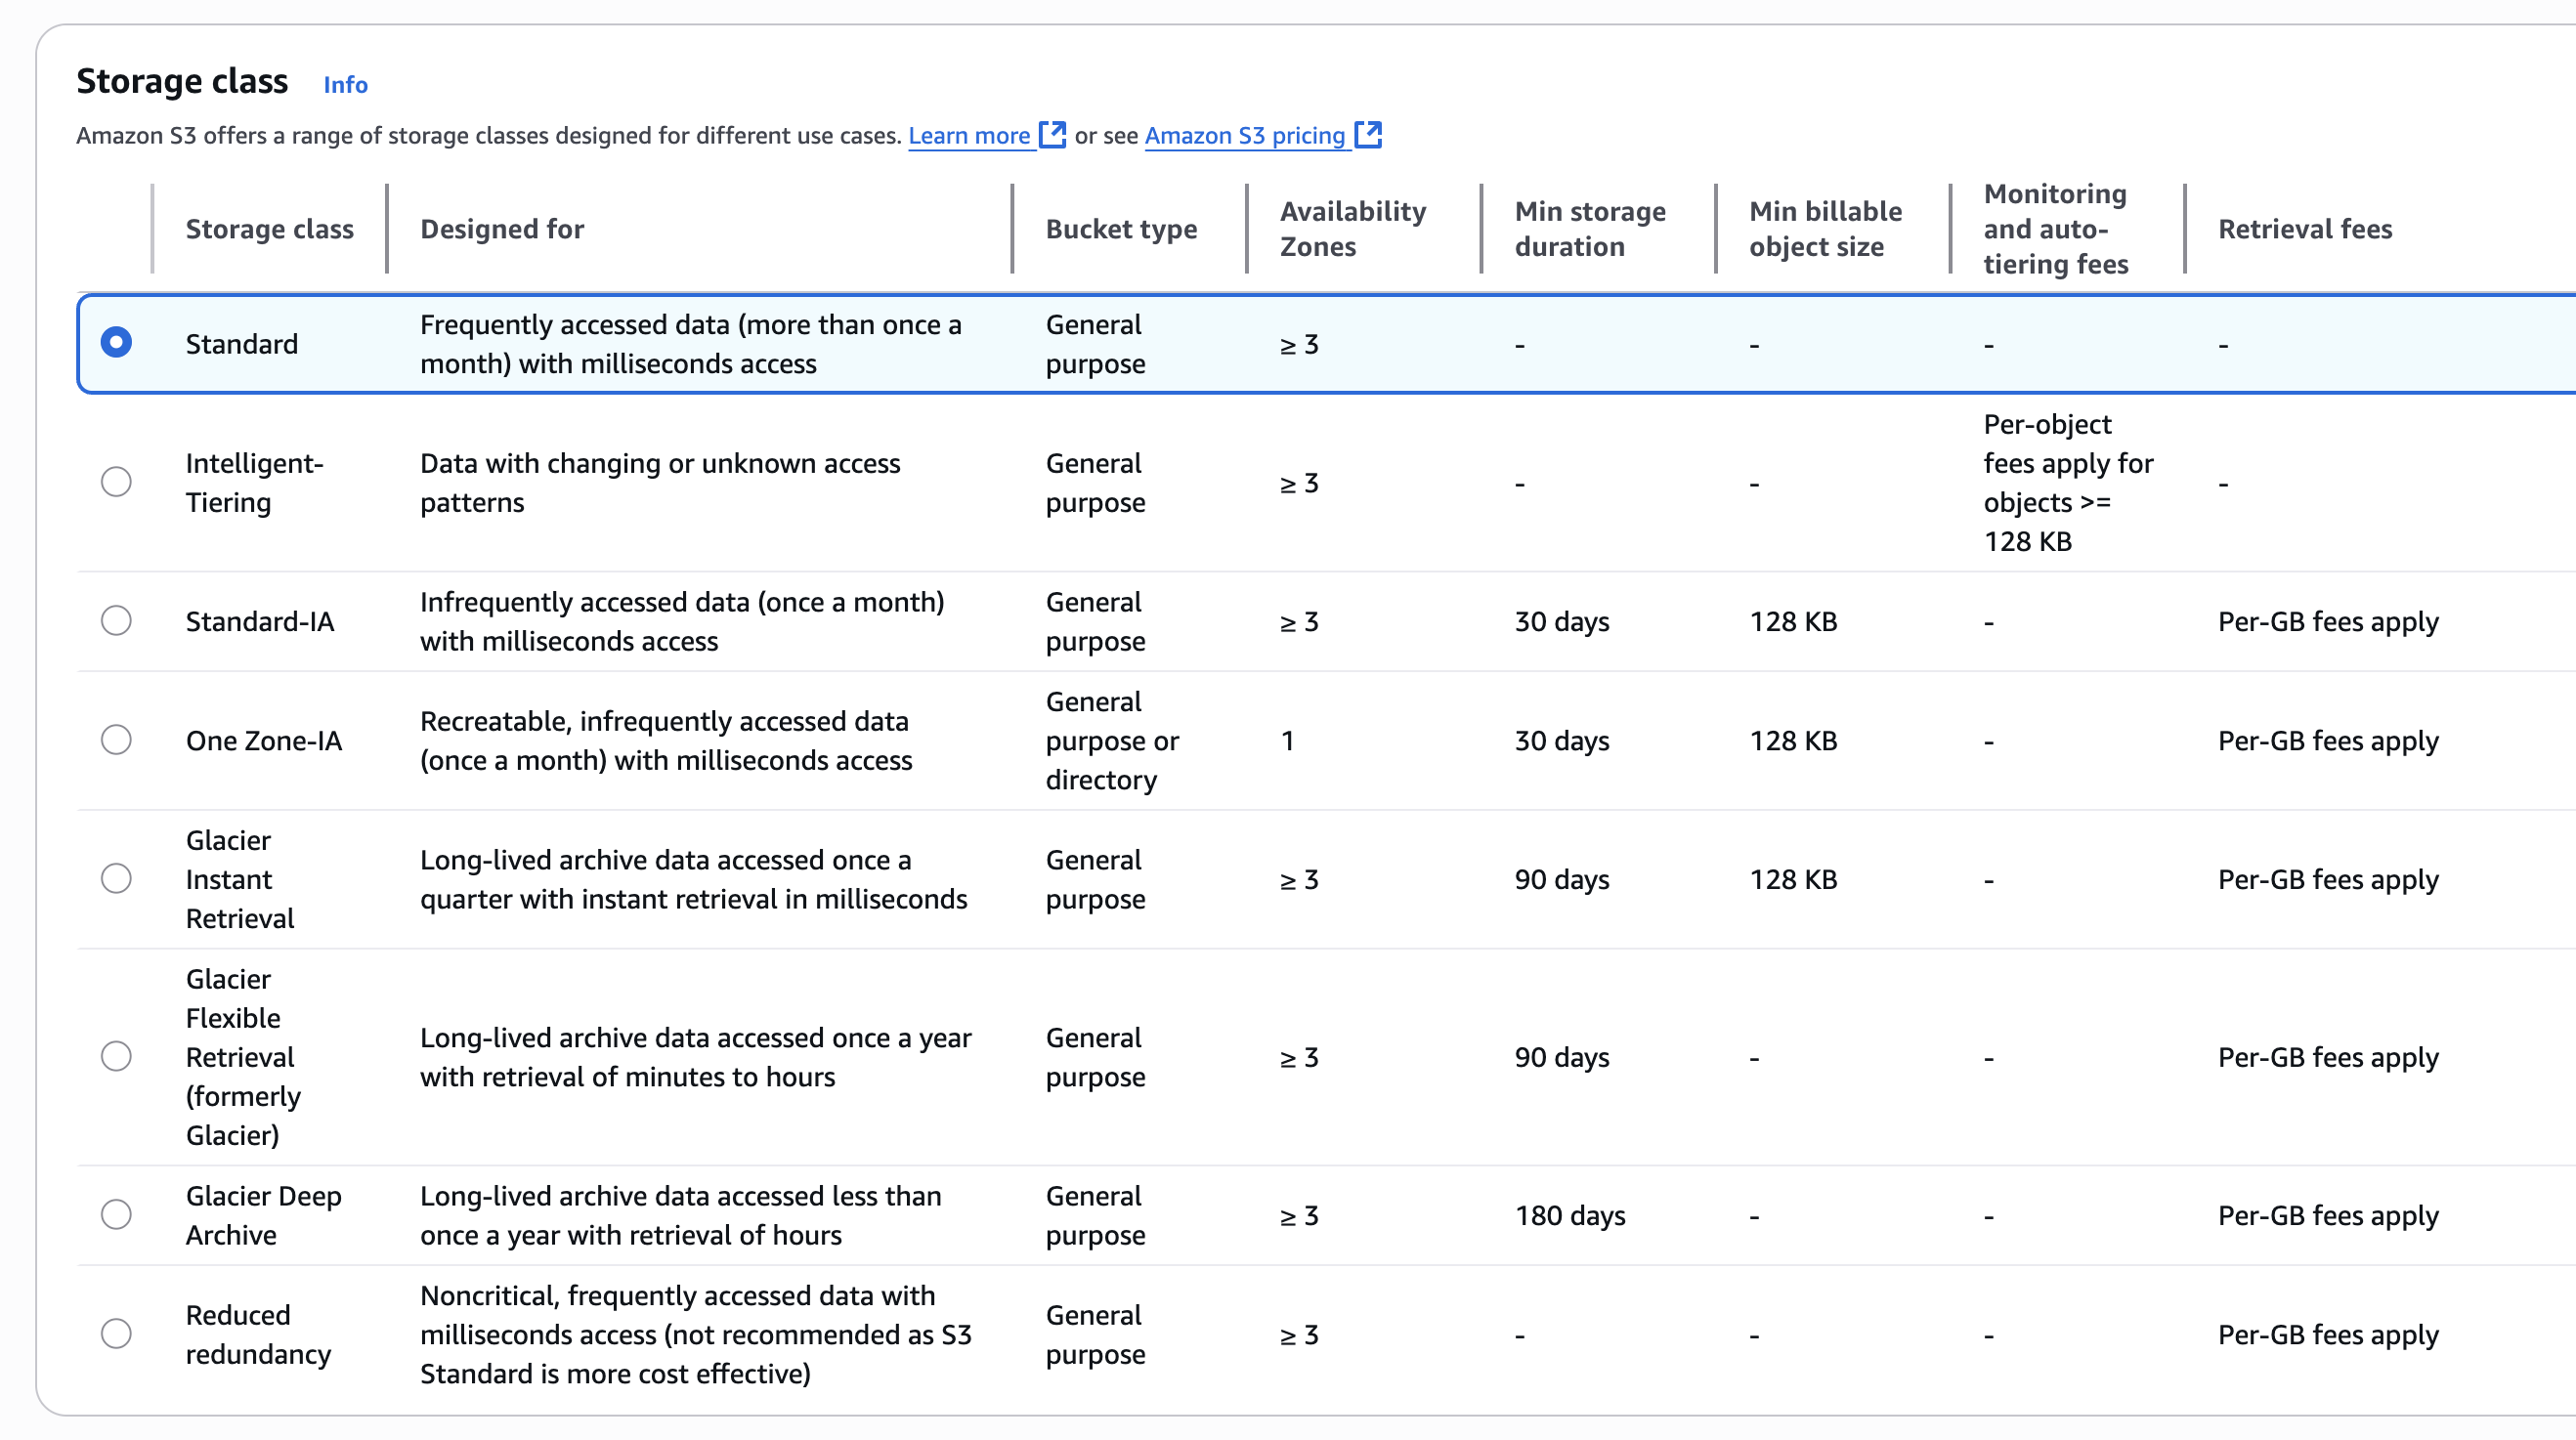 Storage class Info
Amazon S3 offers a range of storage classes designed for different use cases. Learn more or see Amazon S3 pricing
Storage class
Designed for
Bucket type
Availability
Zones
Min storage
duration
Min billable
object size
Monitoring
and auto-
tiering fees
Retrieval fees
Standard
Frequently accessed data (more than once a
month) with milliseconds access
General
purpose
≥ 3
-
-
-
-
Intelligent-
Tiering
Data with changing or unknown access
patterns
General
purpose
≥ 3
-
-
Per-object
fees apply for
objects >=
128 KB
-
Standard-IA
Infrequently accessed data (once a month)
with milliseconds access
General
purpose
≥ 3
30 days
128 KB
-
Per-GB fees apply
One Zone-IA
Recreatable, infrequently accessed data
(once a month) with milliseconds access
General
purpose or
directory
1
30 days
128 KB
-
Per-GB fees apply
Glacier
Instant
Retrieval
Long-lived archive data accessed once a
quarter with instant retrieval in milliseconds
General
purpose
≥ 3
90 days
128 KB
-
Per-GB fees apply
Glacier
Flexible
Retrieval
(formerly
Glacier)
Long-lived archive data accessed once a year
with retrieval of minutes to hours
General
purpose
≥ 3
90 days
-
-
Per-GB fees apply
Glacier Deep
Archive
Long-lived archive data accessed less than
once a year with retrieval of hours
General
purpose
≥ 3
180 days
-
-
Per-GB fees apply
Reduced
redundancy
Noncritical, frequently accessed data with
milliseconds access (not recommended as S3
Standard is more cost effective)
General
purpose
≥ 3
-
-
-
Per-GB fees apply